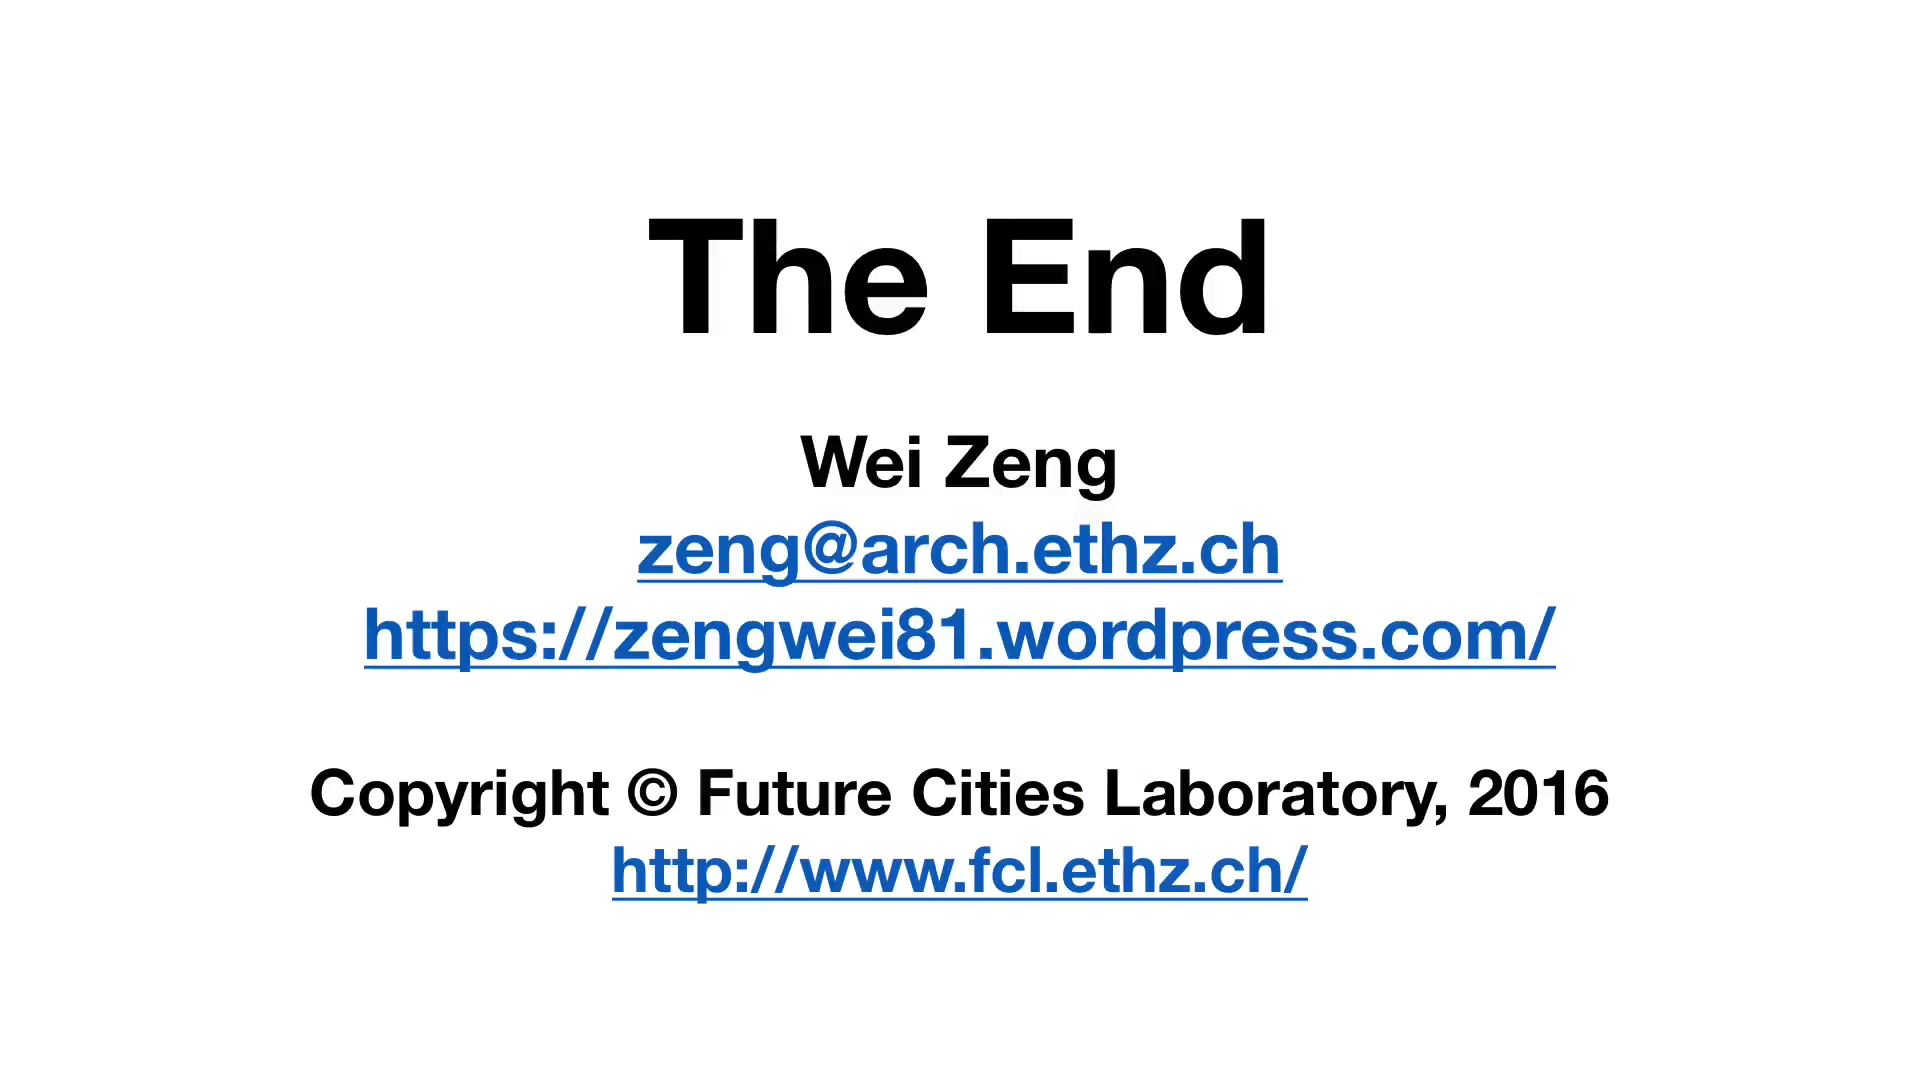 The End
Wei Zeng
zeng@arch.ethz.ch
https://zengwei81.wordpress.com/
Copyright © Future Cities Laboratory, 2016
http://www.fcl.ethz.ch/